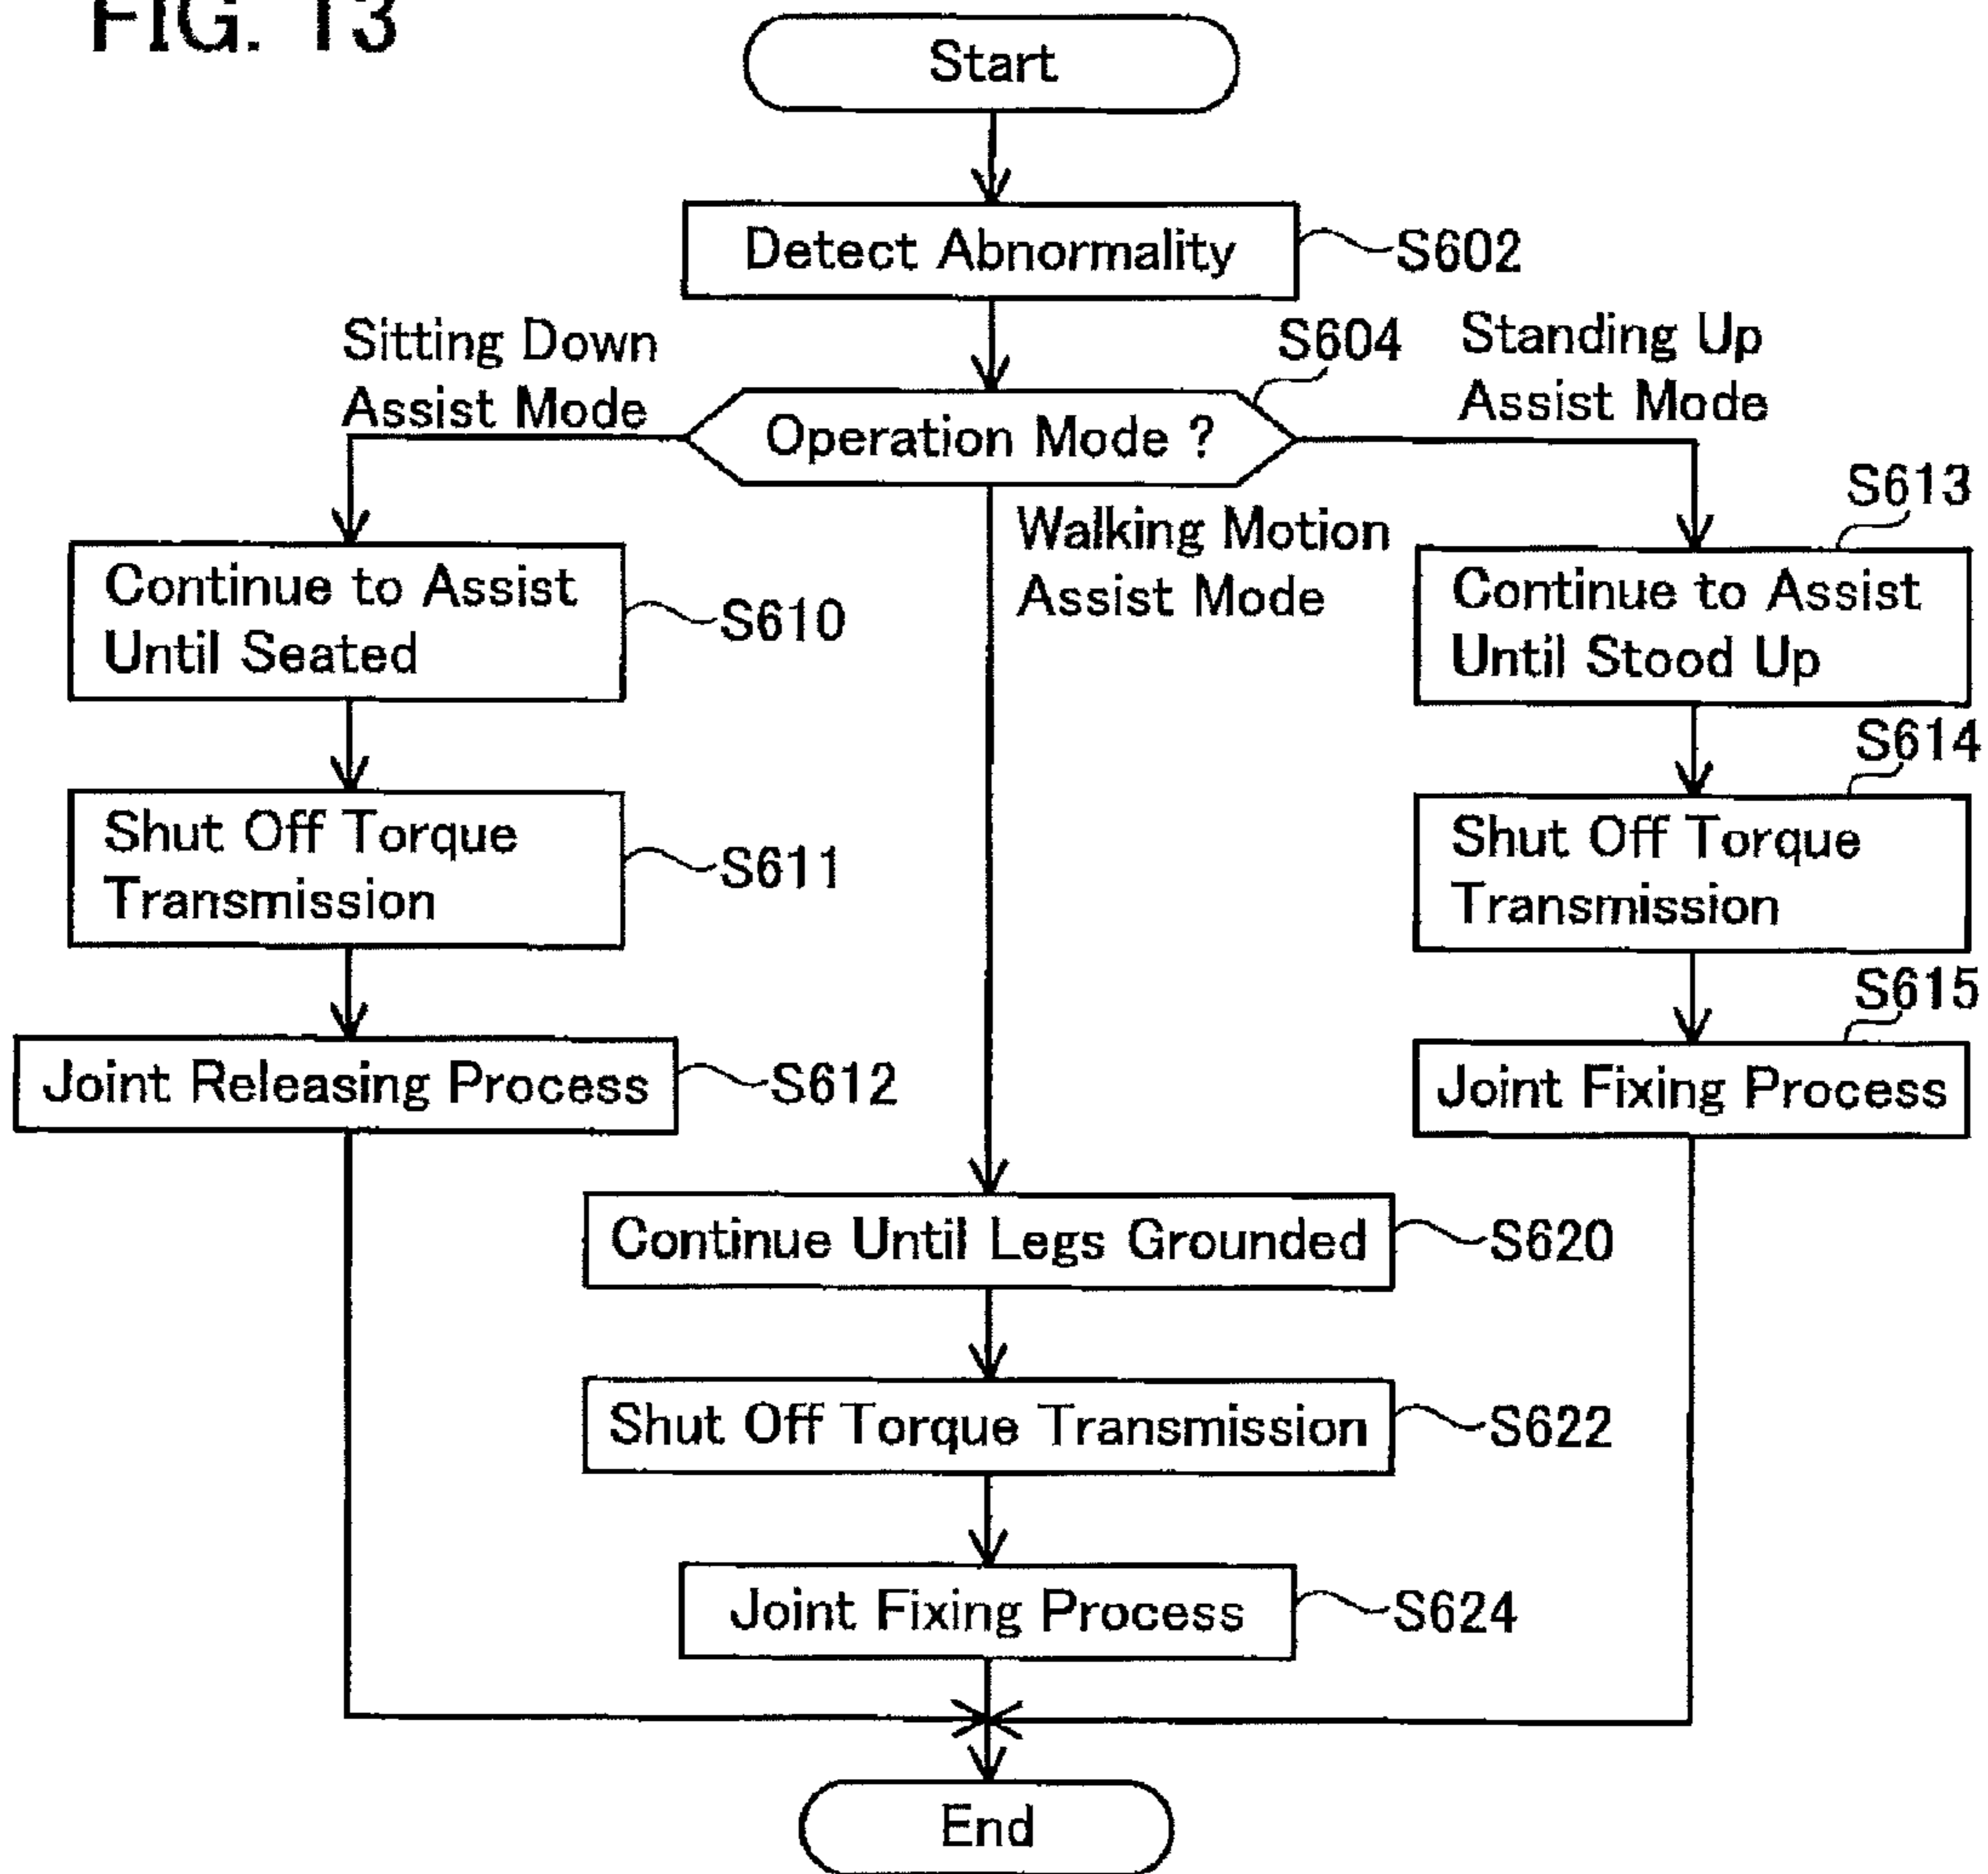 FIG. 13
Start
Detect Abnormality
S602
Sitting Down
Assist Mode
S604
Standing Up
Assist Mode
Operation Mode ?
Walking Motion
Assist Mode
Continue to Assist
Until Seated
S610
S613
Continue to Assist
Until Stood Up
Shut Off Torque
Transmission
S611
S614
Shut Off Torque
Transmission
Joint Releasing Process
S612
S615
Joint Fixing Process
Continue Until Legs Grounded
S620
Shut Off Torque Transmission
S622
Joint Fixing Process
S624
End